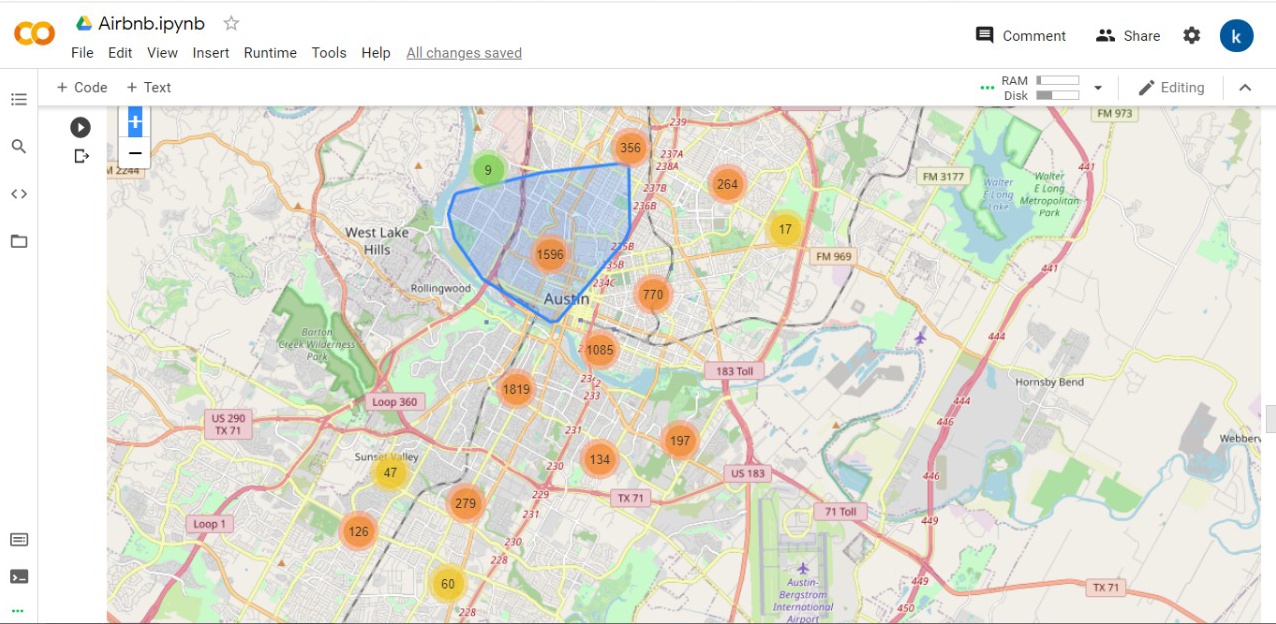 Airbnb.ipynb
Comment
Share
k
File Edit View Insert Runtime Tools Help All changes saved
+ Code + Text
RAM
Disk
Editing
+
−
FM 973
239
356
237A
238A
441
M 2244
9
264
FM 3177
Walter
E Long
Lake
Walter
E Long
Metropolitan
Park
237B
236B
17
West Lake
Hills
1596
235B
35B
FM 969
441
234C
Rollingwood
Austin
770
Barton
Creek Wilderness
Park
444
1085
183 Toll
Hornsby Bend
1819
233
Loop 360
444
US 290
TX 71
446
231
197
Webberv
Sunset Valley
47
134
230
US 183
446
229
TX 71
279
231
71 Toll
Loop 1
449
126
230
228
449
Austin-
Bergstrom
International
Airport
TX 71
60
228
450